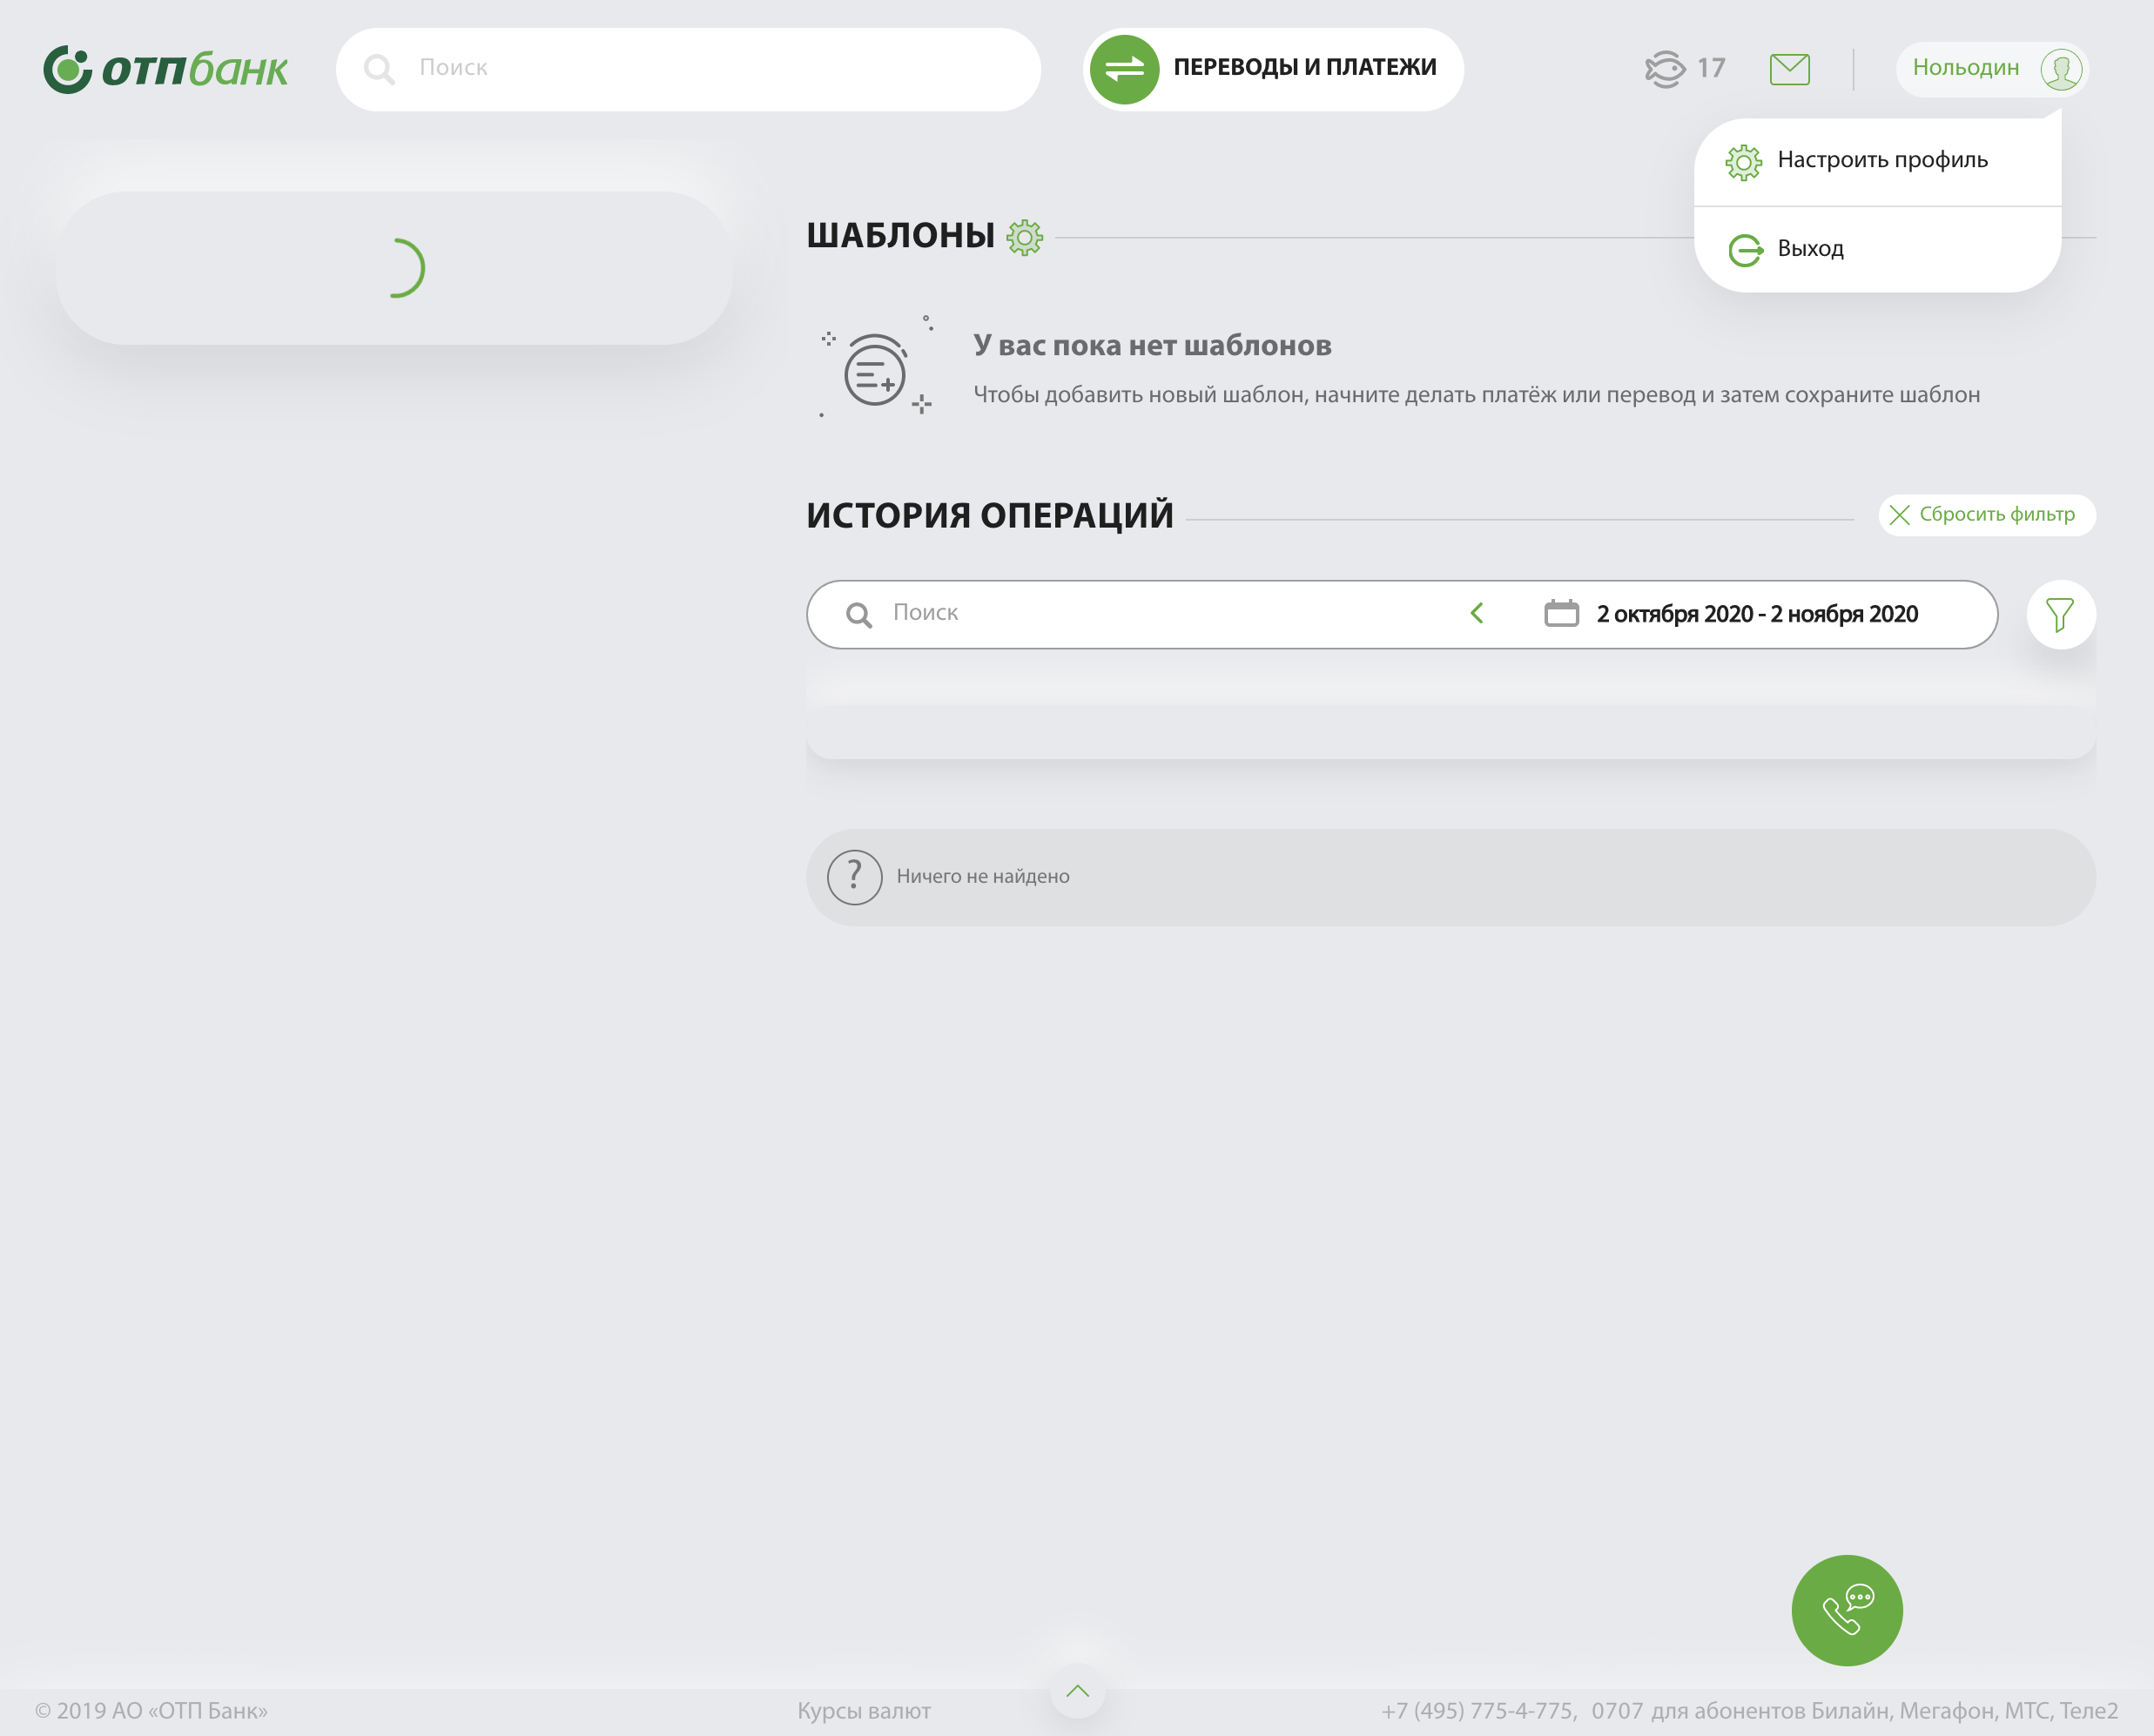 отпбанк
Поиск
ПЕРЕВОДЫ И ПЛАТЕЖИ
17
Нольодин
Настроить профиль
Выход
ШАБЛОНЫ
У вас пока нет шаблонов
Чтобы добавить новый шаблон, начните делать платёж или перевод и затем сохраните шаблон
ИСТОРИЯ ОПЕРАЦИЙ
Сбросить фильтр
Поиск
2 октября 2020 - 2 ноября 2020
?
Ничего не найдено
© 2019 АО «ОТП Банк»
Курсы валют
+7 (495) 775-4-775, 0707 для абонентов Билайн, Мегафон, МТС, Теле2